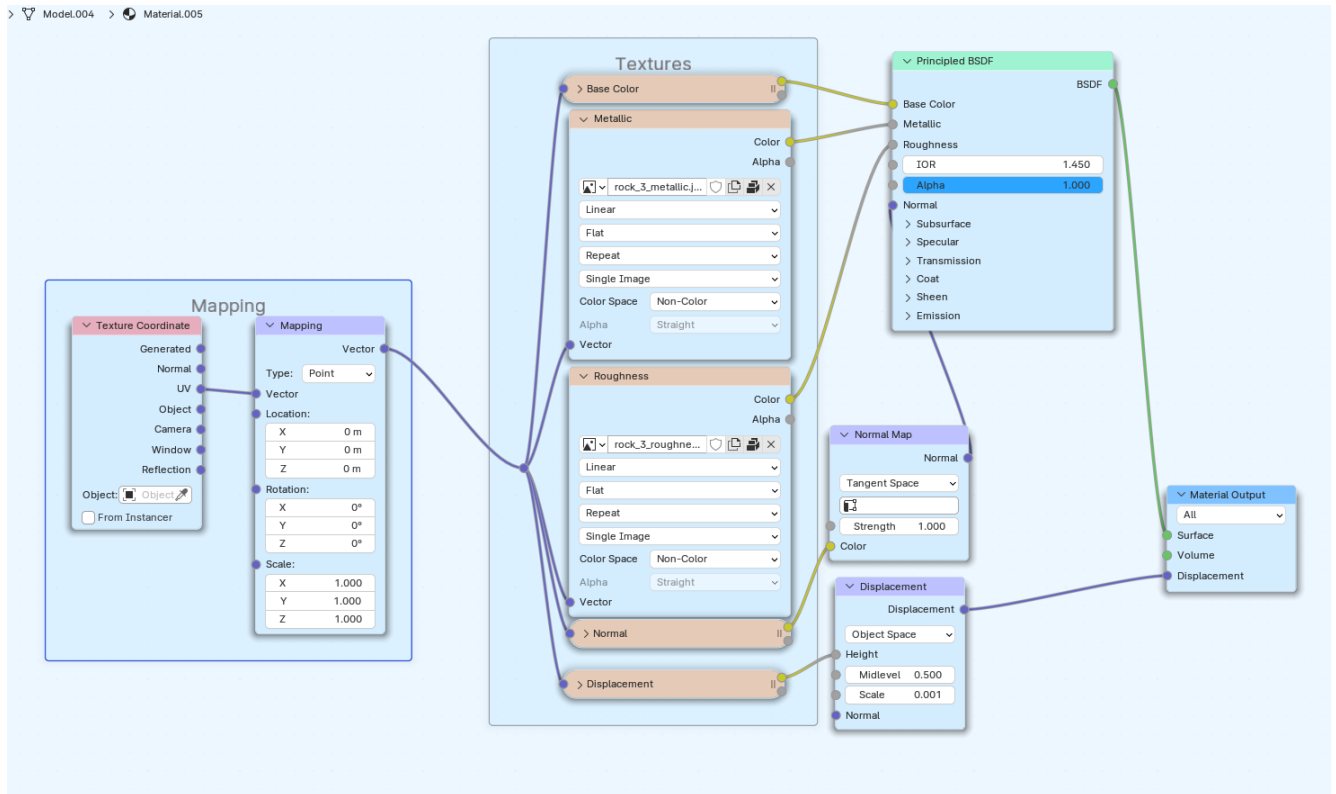 Model.004 Material.005
Mapping
Texture Coordinate
Generated
Normal
UV
Object
Camera
Window
Reflection
Object: Object
From Instancer
Mapping
Vector
Type: Point
Vector
Location:
X 0 m
Y 0 m
Z 0 m
Rotation:
X 0°
Y 0°
Z 0°
Scale:
X 1.000
Y 1.000
Z 1.000
Textures
Base Color
Metallic
Color
Alpha
rock_3_metallic.j...
Linear
Flat
Repeat
Single Image
Color Space Non-Color
Alpha Straight
Vector
Roughness
Color
Alpha
rock_3_roughne...
Linear
Flat
Repeat
Single Image
Color Space Non-Color
Alpha Straight
Vector
Normal
Displacement
Principled BSDF
BSDF
Base Color
Metallic
Roughness
IOR 1.450
Alpha 1.000
Normal
Subsurface
Specular
Transmission
Coat
Sheen
Emission
Normal Map
Normal
Tangent Space
Strength 1.000
Color
Displacement
Displacement
Object Space
Height
Midlevel 0.500
Scale 0.001
Normal
Material Output
All
Surface
Volume
Displacement